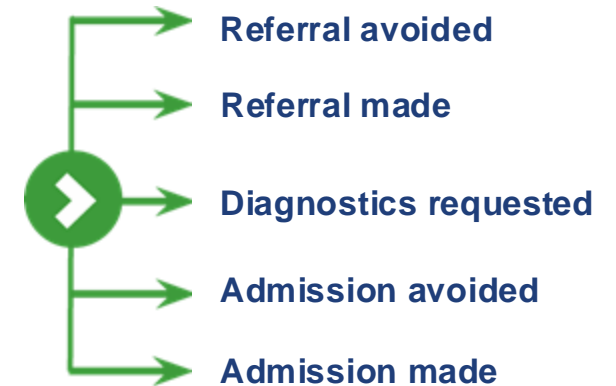 Referral avoided
Referral made
Diagnostics requested
Admission avoided
Admission made